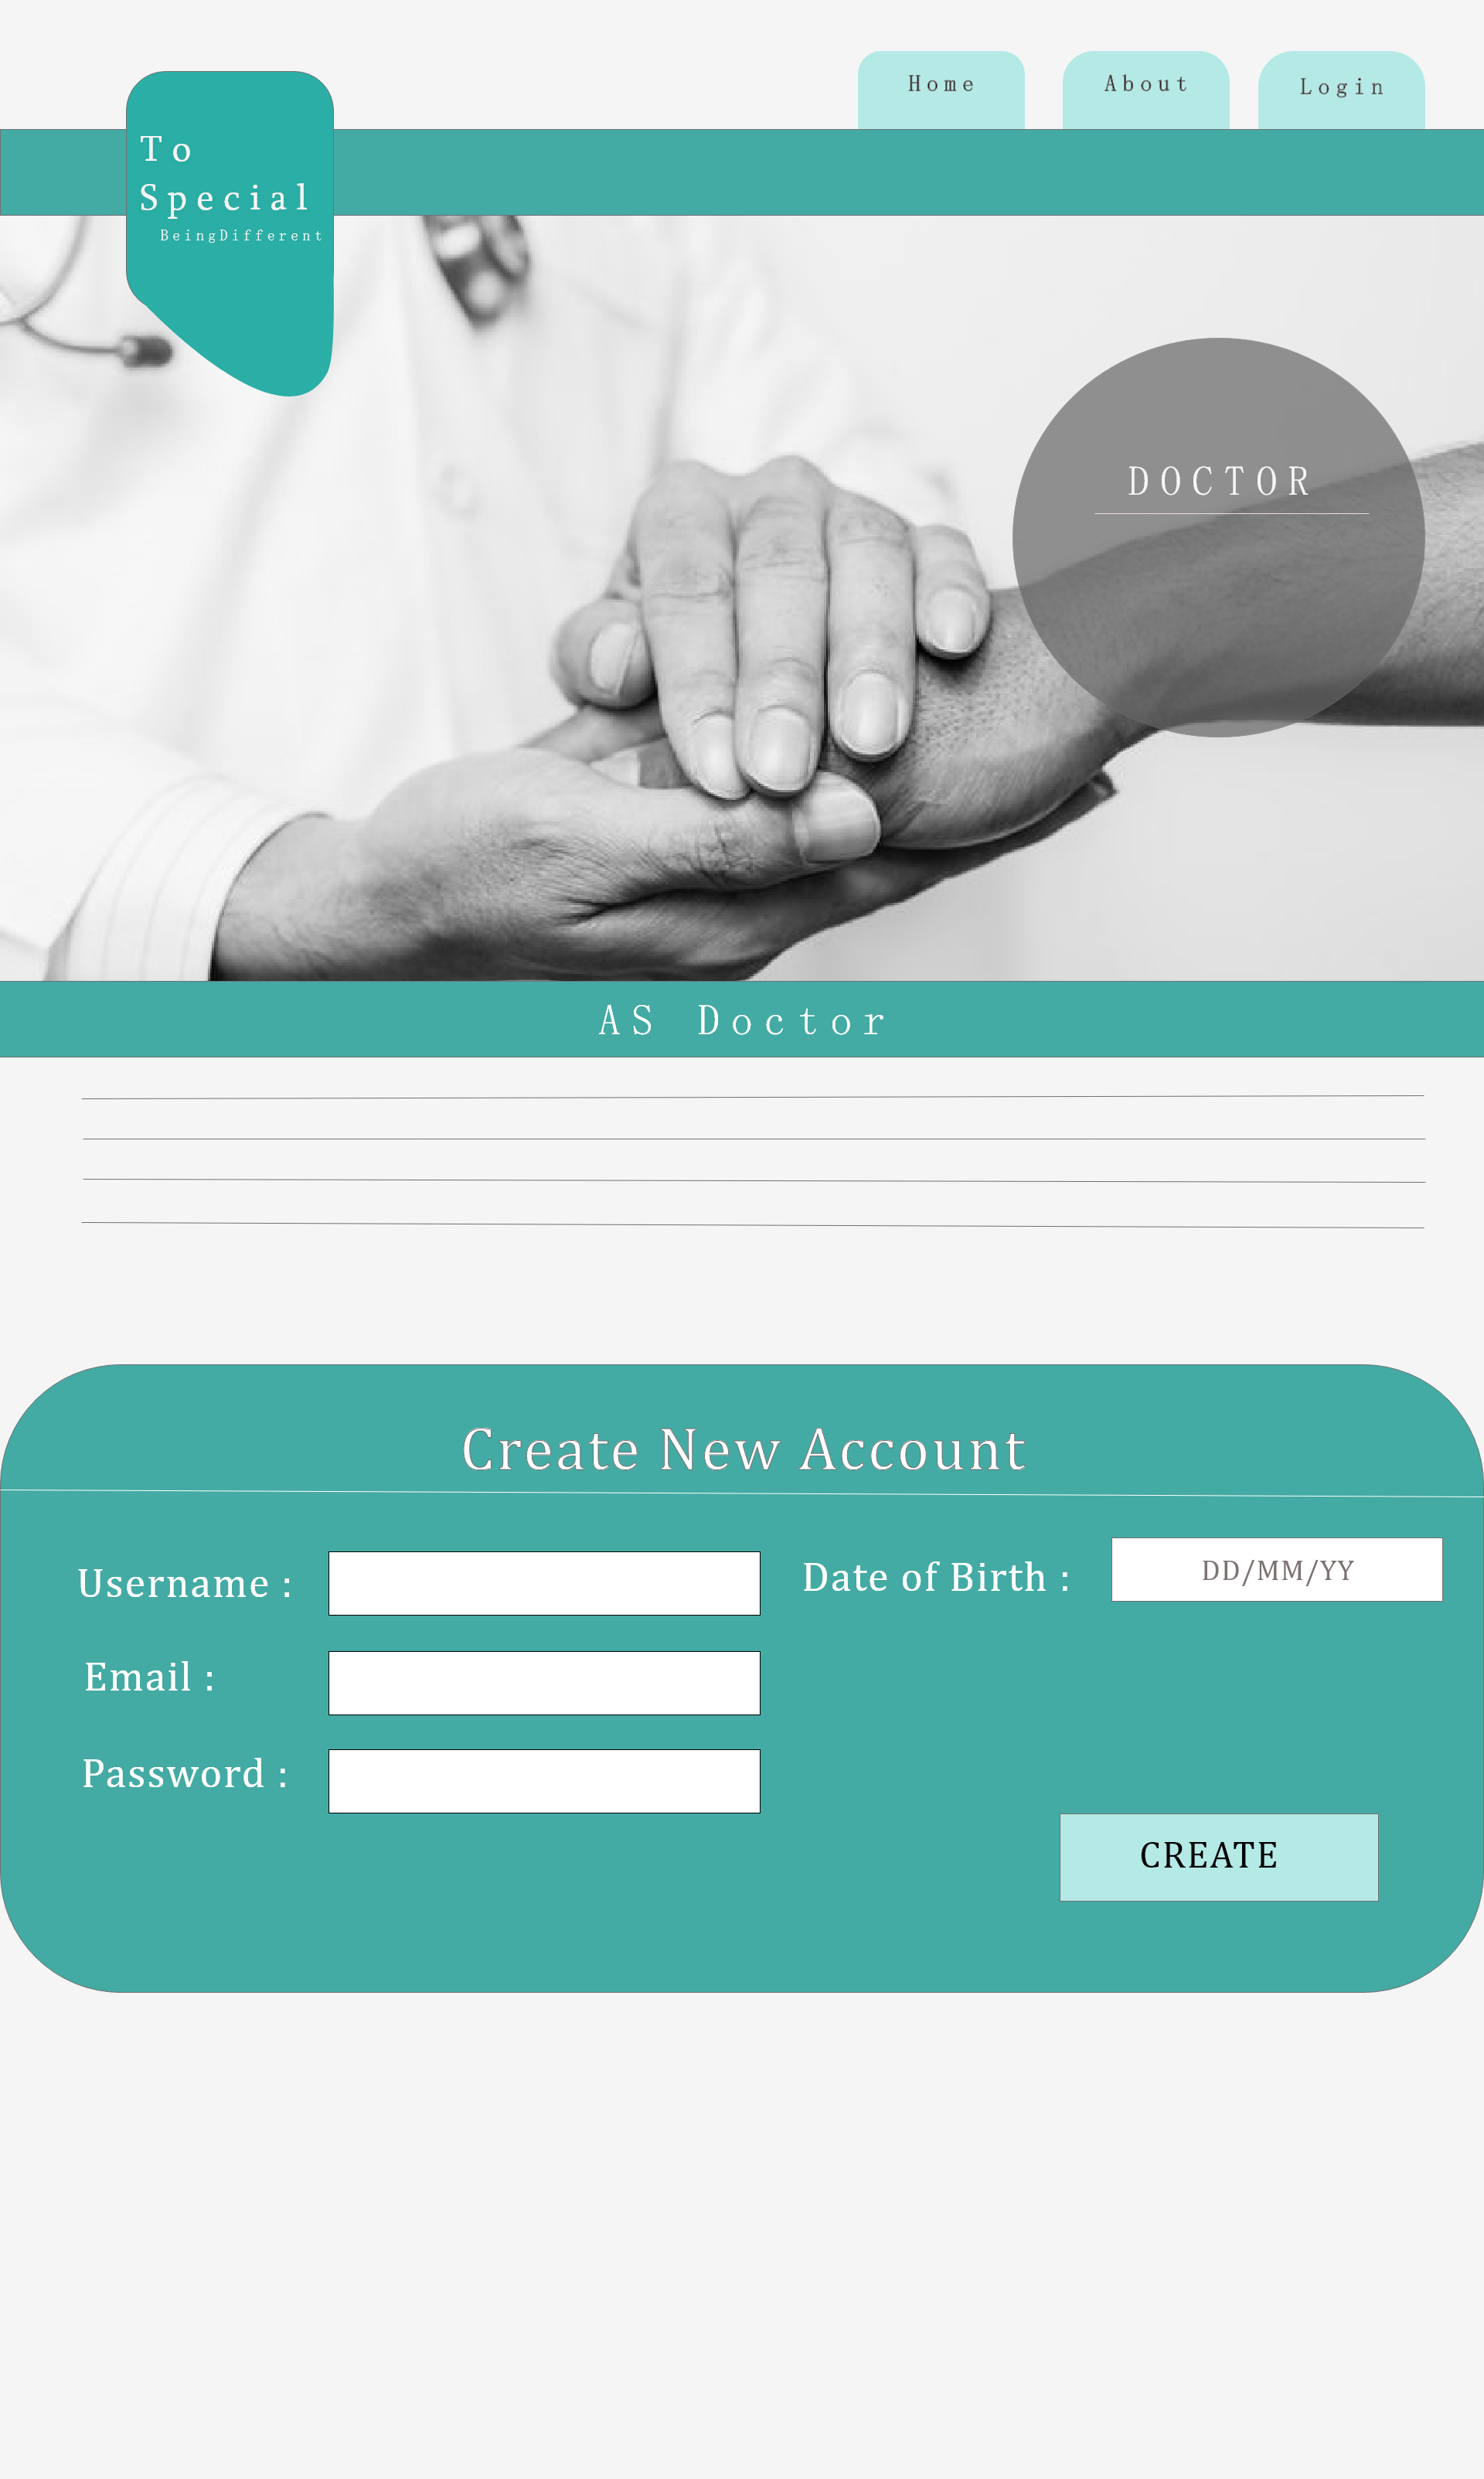 Home
About
Login
To
Special
BeingDifferent
DOCTOR
AS Doctor
Create New Account
Username :
Date of Birth :
DD/MM/YY
Email :
Password :
CREATE